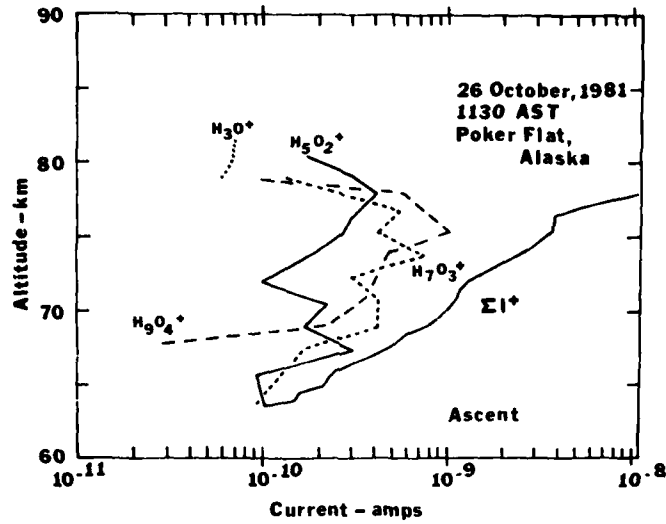 90
26 October, 1981
1130 AST
Poker Flat,
Alaska
H₃O⁺
H₅O₂⁺
80
Altitude – km
H₇O₃⁺
ΣI⁺
70
H₉O₄⁺
Ascent
60
10⁻¹¹ 10⁻¹⁰ 10⁻⁹ 10⁻⁸
Current – amps